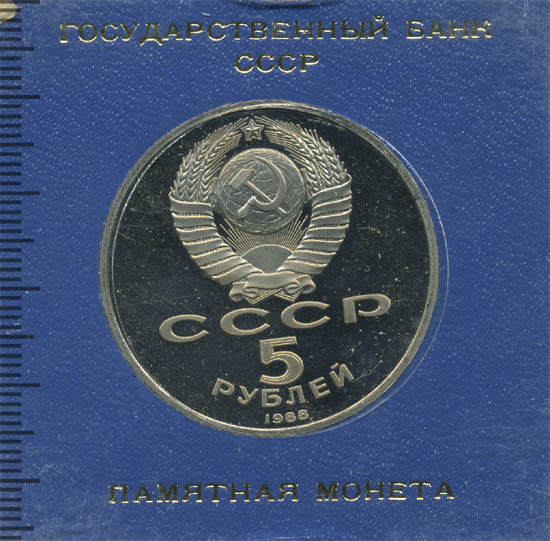 ГОСУДАРСТВЕННЫЙ БАНК
СССР
СССР
5
РУБЛЕЙ
1988
ПАМЯТНАЯ МОНЕТА